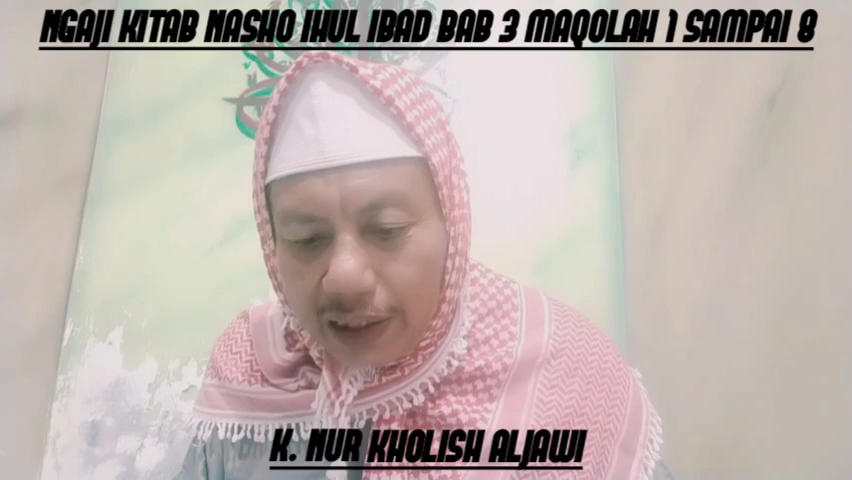 NGAJI KITAB NASHO IHUL IBAD BAB 3 MAQOLAH 1 SAMPAI 8
K. NUR KHOLISH ALJAWI